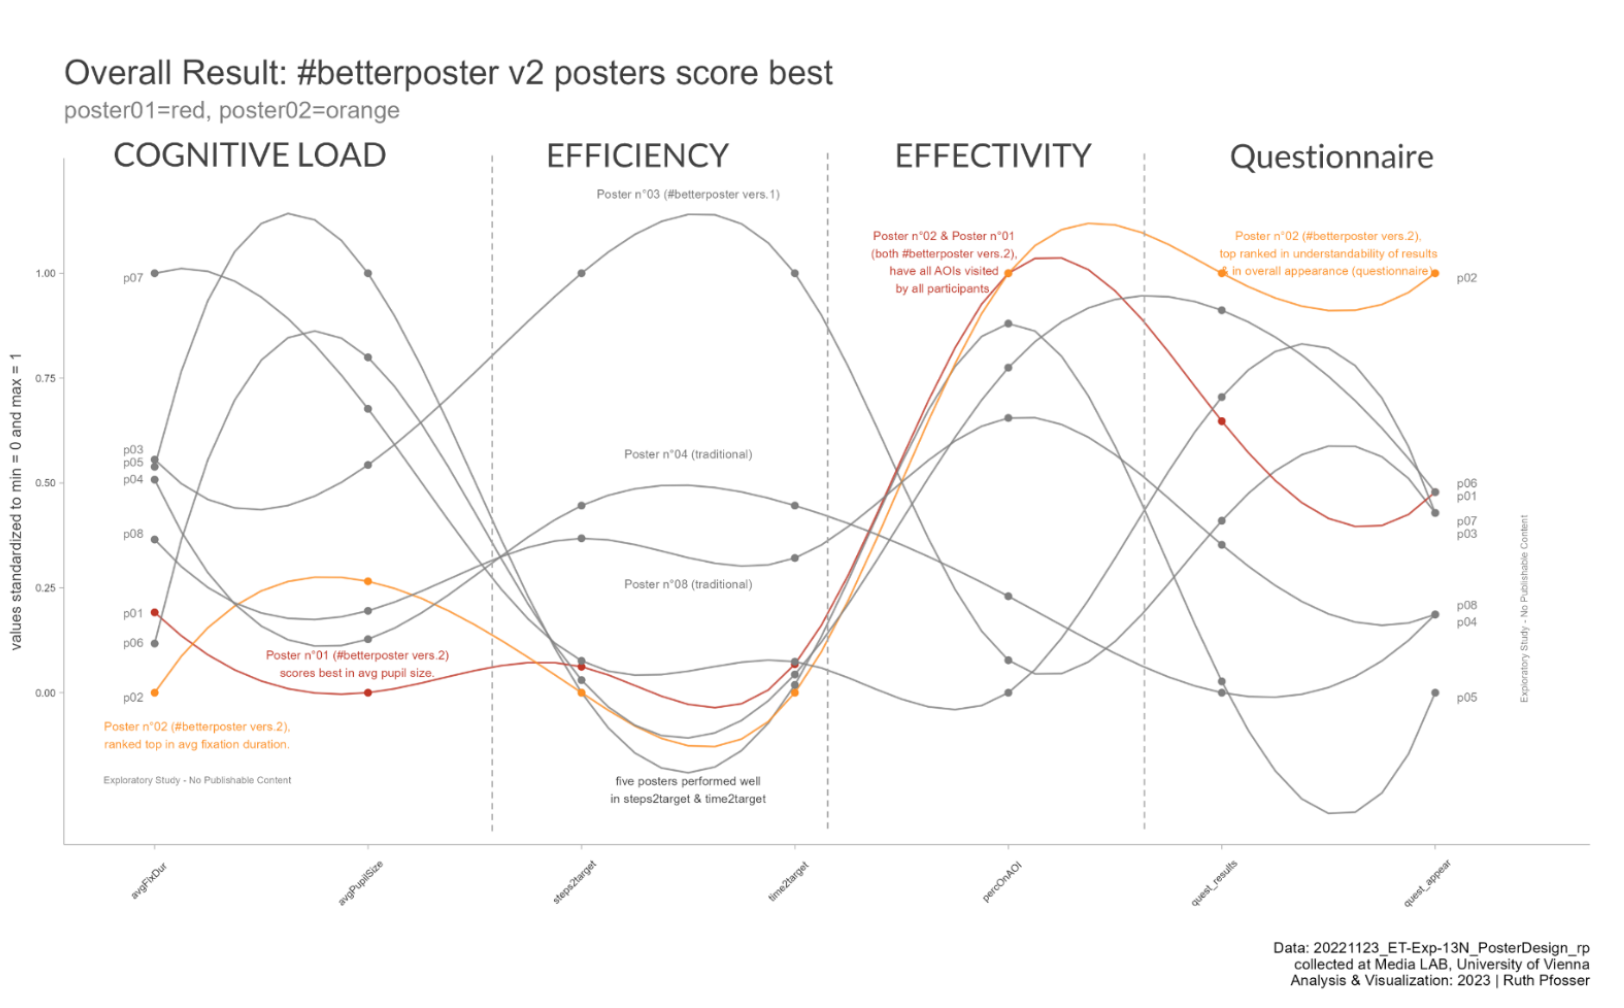 Overall Result: #betterposter v2 posters score best
poster01=red, poster02=orange
COGNITIVE LOAD
EFFICIENCY
EFFECTIVITY
Questionnaire
Poster n°03 (#betterposter vers.1)
Poster n°02 & Poster n°01
(both #betterposter vers.2),
have all AOIs visited
by all participants.
Poster n°02 (#betterposter vers.2),
top ranked in understandability of results
& in overall appearance (questionnaire).
values standardized to min = 0 and max = 1
1.00
0.75
0.50
0.25
0.00
p07
p03
p05
p04
p08
p01
p06
p02
Poster n°04 (traditional)
Poster n°08 (traditional)
Poster n°01 (#betterposter vers.2)
scores best in avg pupil size.
Poster n°02 (#betterposter vers.2),
ranked top in avg fixation duration.
Exploratory Study - No Publishable Content
five posters performed well
in steps2target & time2target
p02
p06
p01
p07
p03
p08
p04
p05
Exploratory Study - No Publishable Content
avgFixDur
avgPupilSize
steps2target
time2target
percOnAOI
quest_results
quest_appear
Data: 20221123_ET-Exp-13N_PosterDesign_rp
collected at Media LAB, University of Vienna
Analysis & Visualization: 2023 | Ruth Pfosser